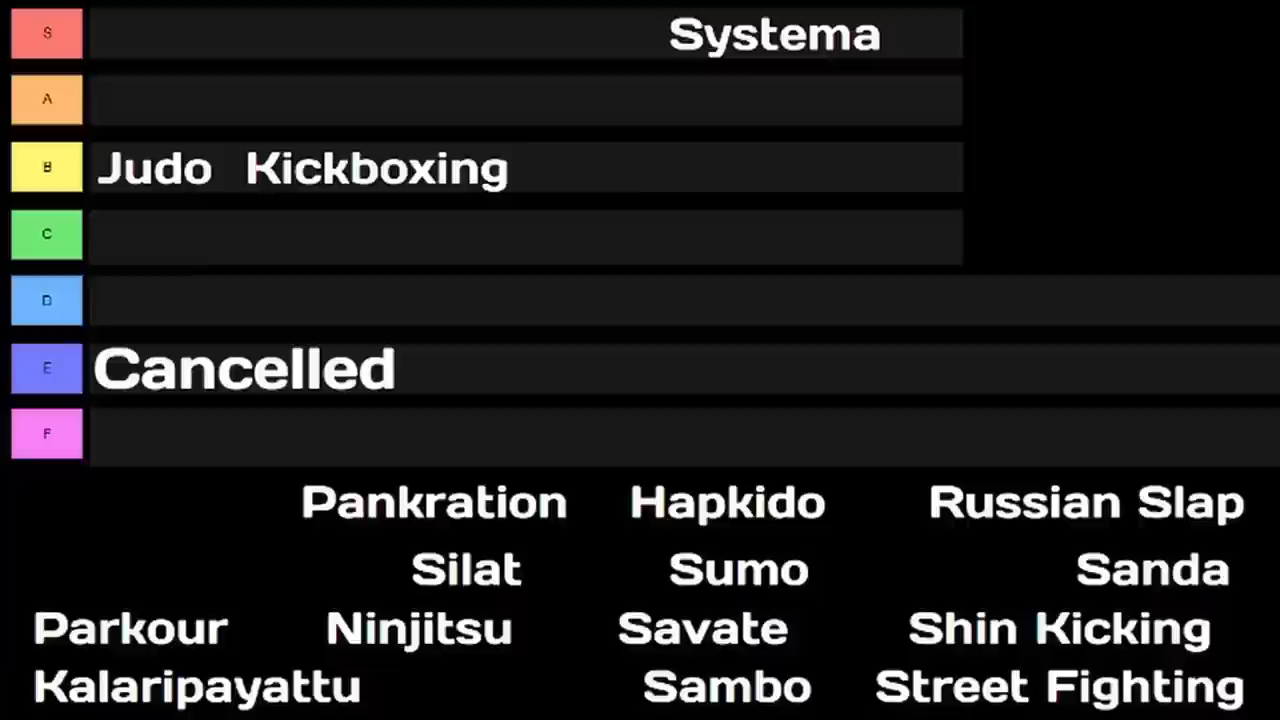 S Systema
A
B Judo Kickboxing
C
D
E Cancelled
F
Pankration Hapkido Russian Slap
Silat Sumo Sanda
Parkour Ninjitsu Savate Shin Kicking
Kalaripayattu Sambo Street Fighting